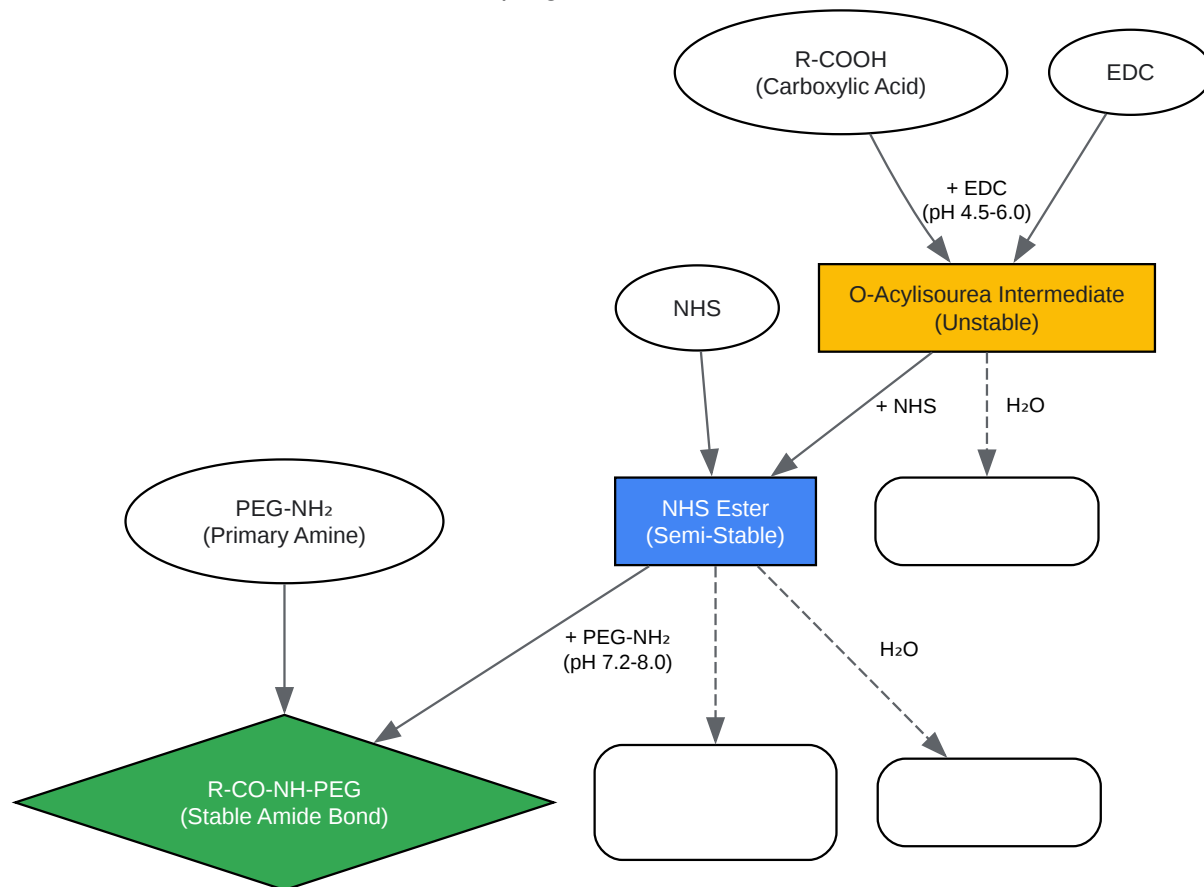 R-COOH
(Carboxylic Acid)
EDC
+ EDC
(pH 4.5-6.0)
O-Acylisourea Intermediate
(Unstable)
NHS
+ NHS
H₂O
NHS Ester
(Semi-Stable)
PEG-NH₂
(Primary Amine)
+ PEG-NH₂
(pH 7.2-8.0)
H₂O
R-CO-NH-PEG
(Stable Amide Bond)